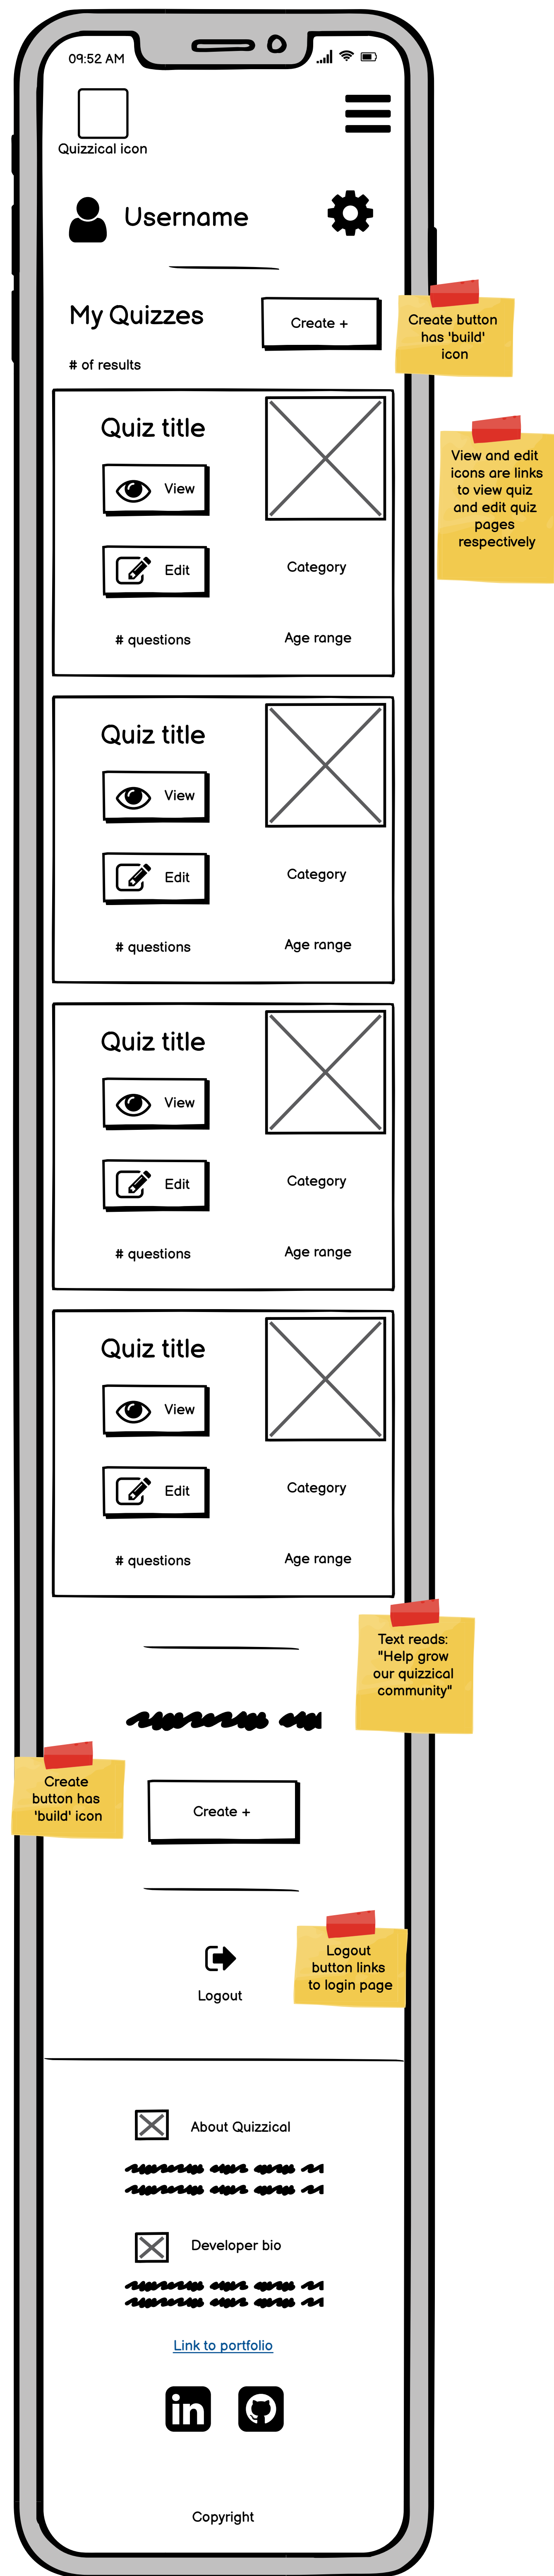 09:52 AM
Quizzical icon
Username
My Quizzes
Create +
Create button
has 'build'
icon
# of results
Quiz title
View
View and edit
icons are links
to view quiz
and edit quiz
pages
respectively
Edit
Category
# questions
Age range
Quiz title
View
Edit
Category
# questions
Age range
Quiz title
View
Edit
Category
# questions
Age range
Quiz title
View
Edit
Category
# questions
Age range
Text reads:
"Help grow
our quizzical
community"
Create
button has
'build' icon
Create +
Logout
button links
to login page
Logout
About Quizzical
Developer bio
Link to portfolio
in
Copyright